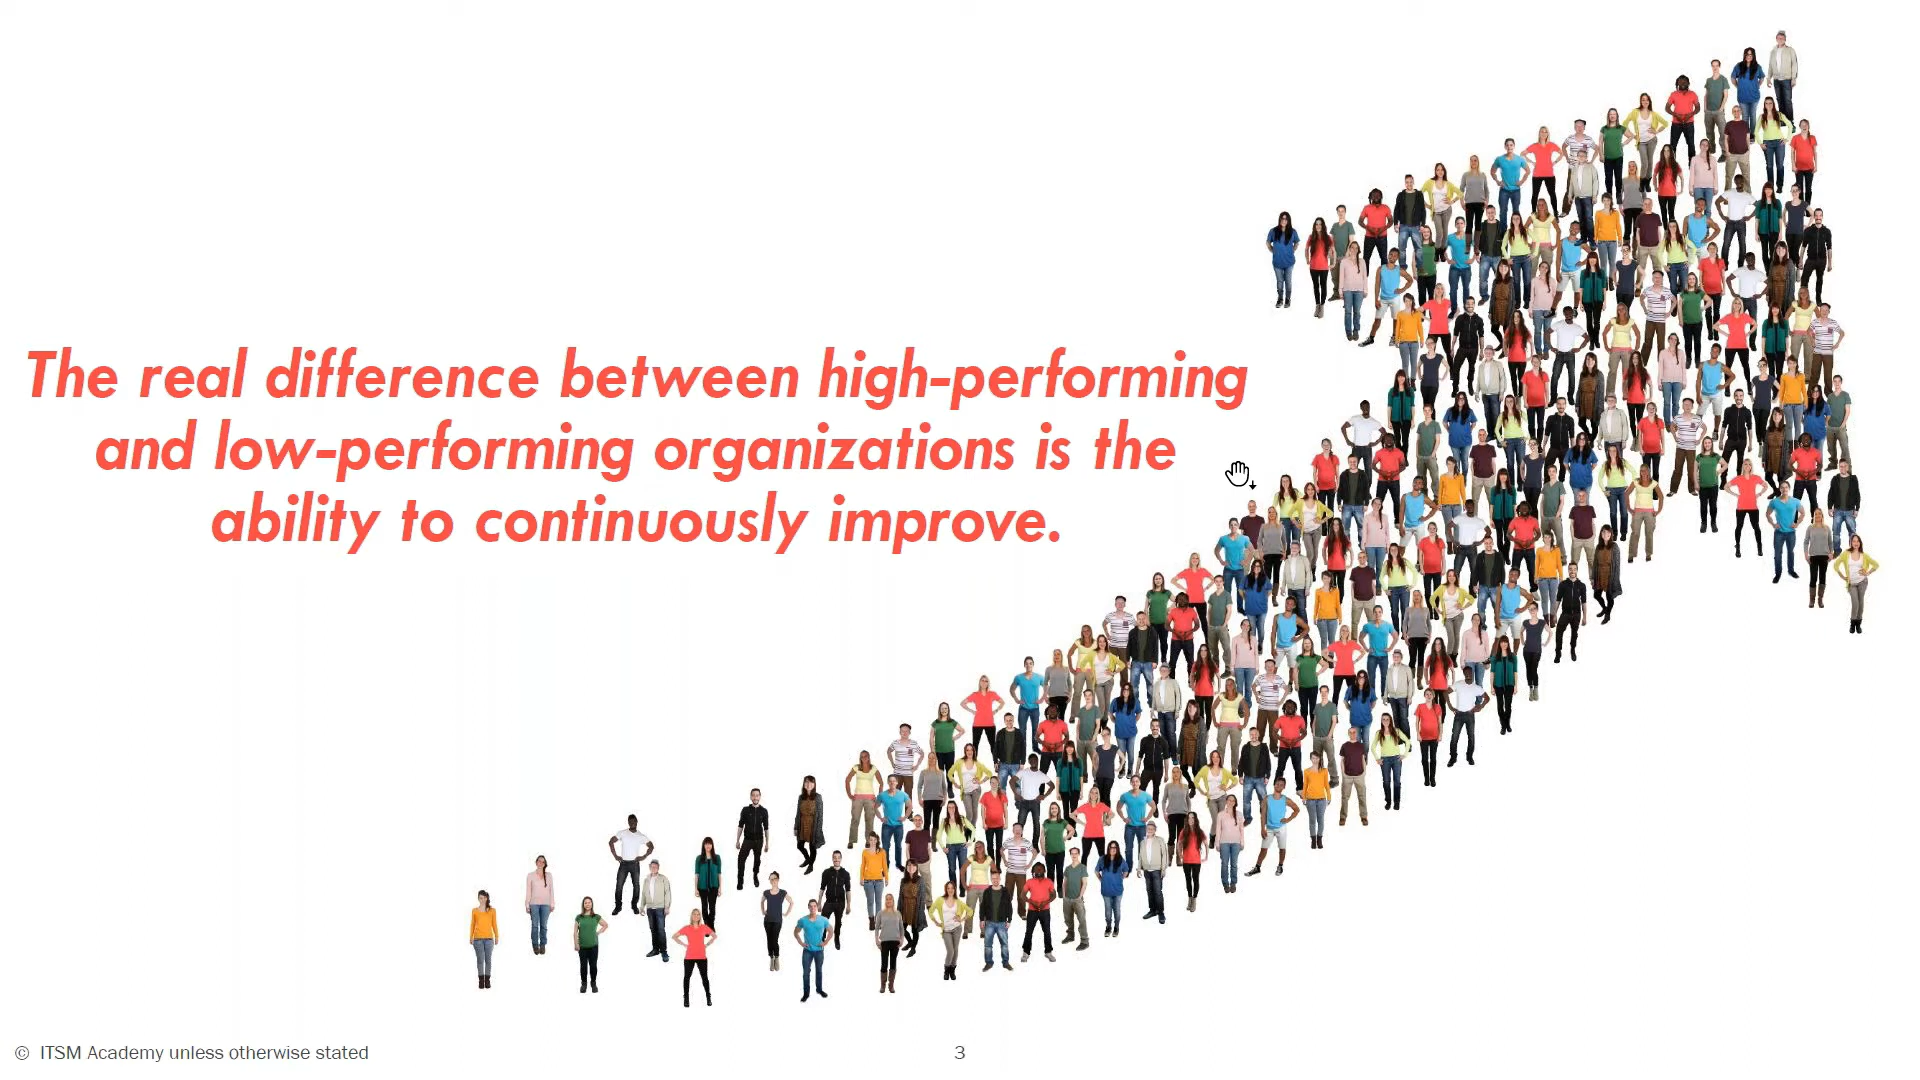 The real difference between high-performing
and low-performing organizations is the
ability to continuously improve.
© ITSM Academy unless otherwise stated
3